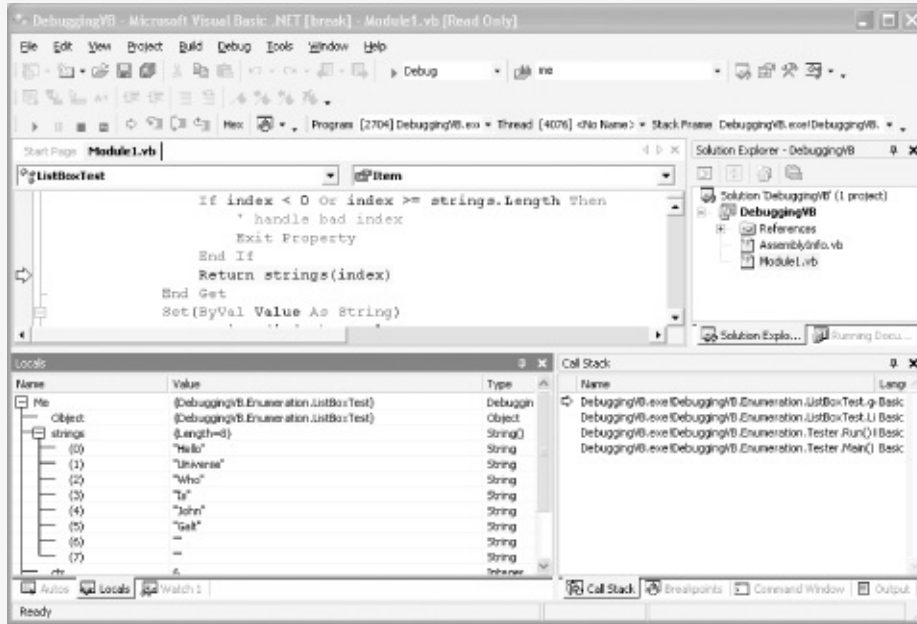 DebuggingVB - Microsoft Visual Basic .NET [break] - Module1.vb [Read Only]
File Edit View Project Build Debug Tools Window Help
Debug me
Hex Program [2704] DebuggingVB.exe Thread [4076] <No Name> Stack Frame DebuggingVB.exe!DebuggingVB.
Start Page Module1.vb
ListBoxTest Item
If index < 0 Or index >= strings.Length Then
' handle bad index
Exit Property
End If
Return strings(index)
End Get
Set(ByVal Value As String)
Solution Explorer - DebuggingVB
Solution 'DebuggingVB' (1 project)
DebuggingVB
References
AssemblyInfo.vb
Module1.vb
Solution Explo... Running Docu...
Locals
Name Value Type
Me {DebuggingVB.Enumeration.ListBoxTest} Debuggin
Object {DebuggingVB.Enumeration.ListBoxTest} Object
strings {Length=8} String()
(0) "Hello" String
(1) "Universe" String
(2) "Who" String
(3) "Is" String
(4) "John" String
(5) "Galt" String
(6) "" String
(7) "" String
ctr 6 Integer
Autos Locals Watch 1
Call Stack
Name Langu
DebuggingVB.exe!DebuggingVB.Enumeration.ListBoxTest.g Basic
DebuggingVB.exe!DebuggingVB.Enumeration.ListBoxTest.Li Basic
DebuggingVB.exe!DebuggingVB.Enumeration.Tester.Run() Basic
DebuggingVB.exe!DebuggingVB.Enumeration.Tester.Main() Basic
Call Stack Breakpoints Command Window Output
Ready